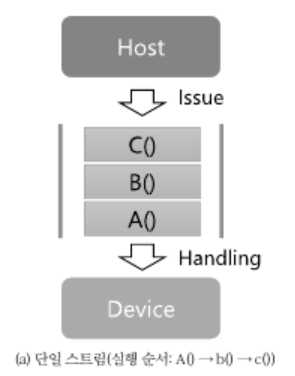 Host
Issue
C()
B()
A()
Handling
Device
(a) 단일 스트림(실행 순서: A() → b() → c())